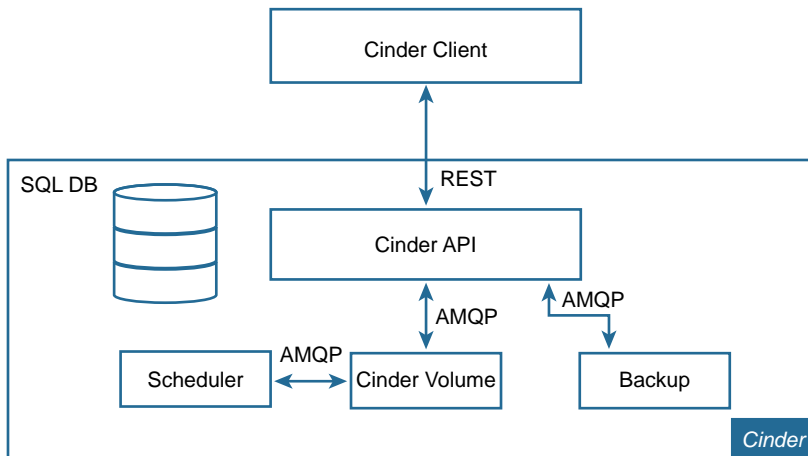 Cinder Client
REST
SQL DB
Cinder API
AMQP
AMQP
AMQP
Scheduler
Cinder Volume
Backup
Cinder